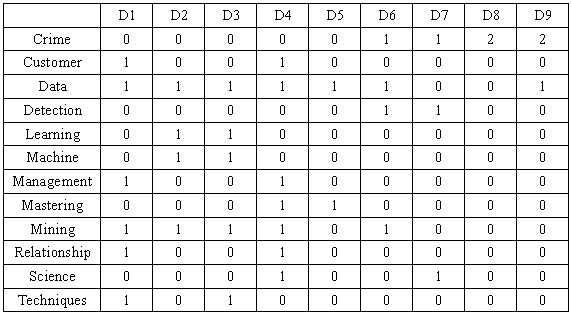 D1 D2 D3 D4 D5 D6 D7 D8 D9
Crime 0 0 0 0 0 1 1 2 2
Customer 1 0 0 1 0 0 0 0 0
Data 1 1 1 1 1 1 0 0 1
Detection 0 0 0 0 0 1 1 0 0
Learning 0 1 1 0 0 0 0 0 0
Machine 0 1 1 0 0 0 0 0 0
Management 1 0 0 1 0 0 0 0 0
Mastering 0 0 0 1 1 0 0 0 0
Mining 1 1 1 1 0 1 0 0 0
Relationship 1 0 0 1 0 0 0 0 0
Science 0 0 0 1 0 0 1 0 0
Techniques 1 0 1 0 0 0 0 0 0